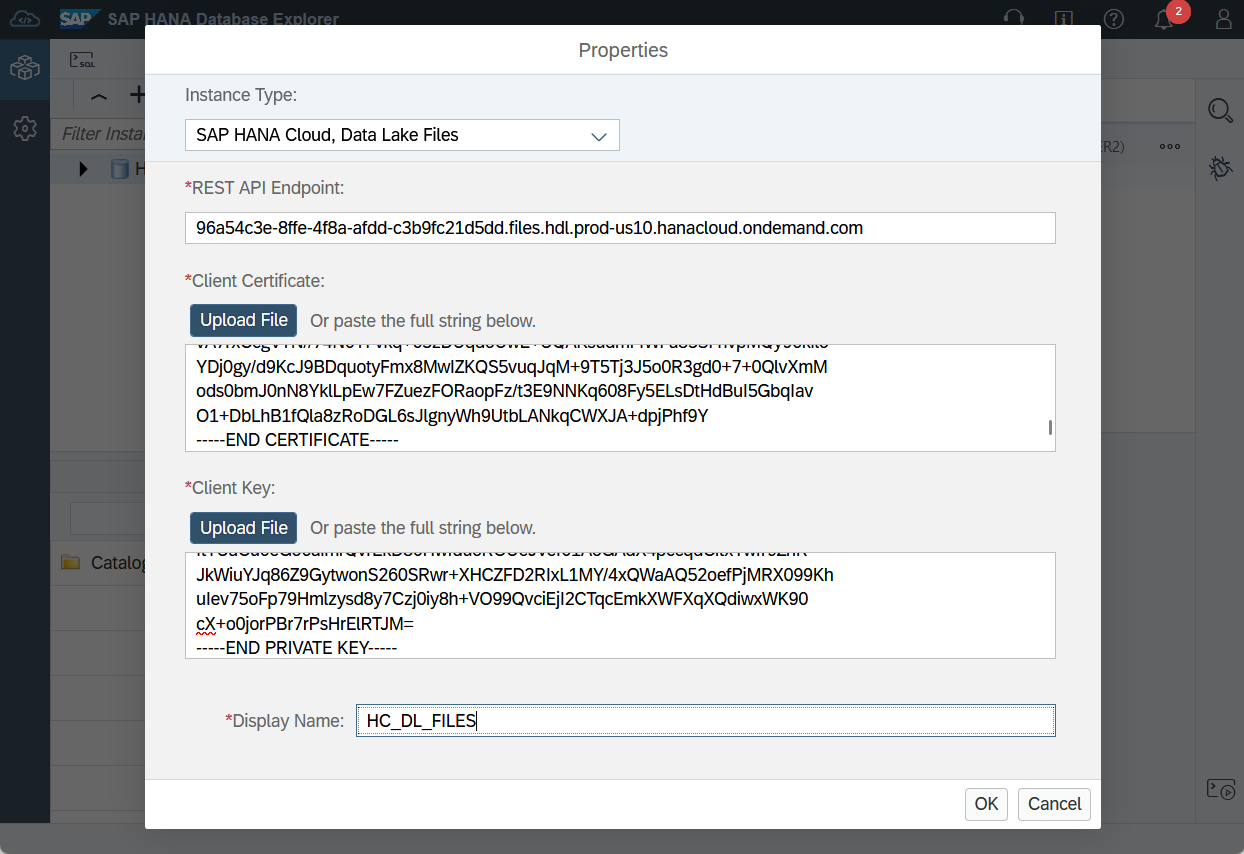 SAP SAP HANA Database Explorer
2
Properties
SQL
Instance Type:
SAP HANA Cloud, Data Lake Files
Filter Insta
R2)
H
*REST API Endpoint:
96a54c3e-8ffe-4f8a-afdd-c3b9fc21d5dd.files.hdl.prod-us10.hanacloud.ondemand.com
*Client Certificate:
Upload File Or paste the full string below.
YDj0gy/d9KcJ9BDquotyFmx8MwIZKQS5vuqJqM+9T5Tj3J5o0R3gd0+7+0QlvXmM
ods0bmJ0nN8YklLpEw7FZuezFORaopFz/t3E9NNKq608Fy5ELsDtHdBuI5GbqIav
O1+DbLhB1fQla8zRoDGL6sJlgnyWh9UtbLANkqCWXJA+dpjPhf9Y
-----END CERTIFICATE-----
*Client Key:
Upload File Or paste the full string below.
JkWiuYJq86Z9GytwonS260SRwr+XHCZFD2RIxL1MY/4xQWaAQ52oefPjMRX099Kh
uIev75oFp79Hmlzysd8y7Czj0iy8h+VO99QvciEjI2CTqcEmkXWFXqXQdiwxWK90
cX+o0jorPBr7rPsHrElRTJM=
-----END PRIVATE KEY-----
Catalog
*Display Name: HC_DL_FILES
OK Cancel